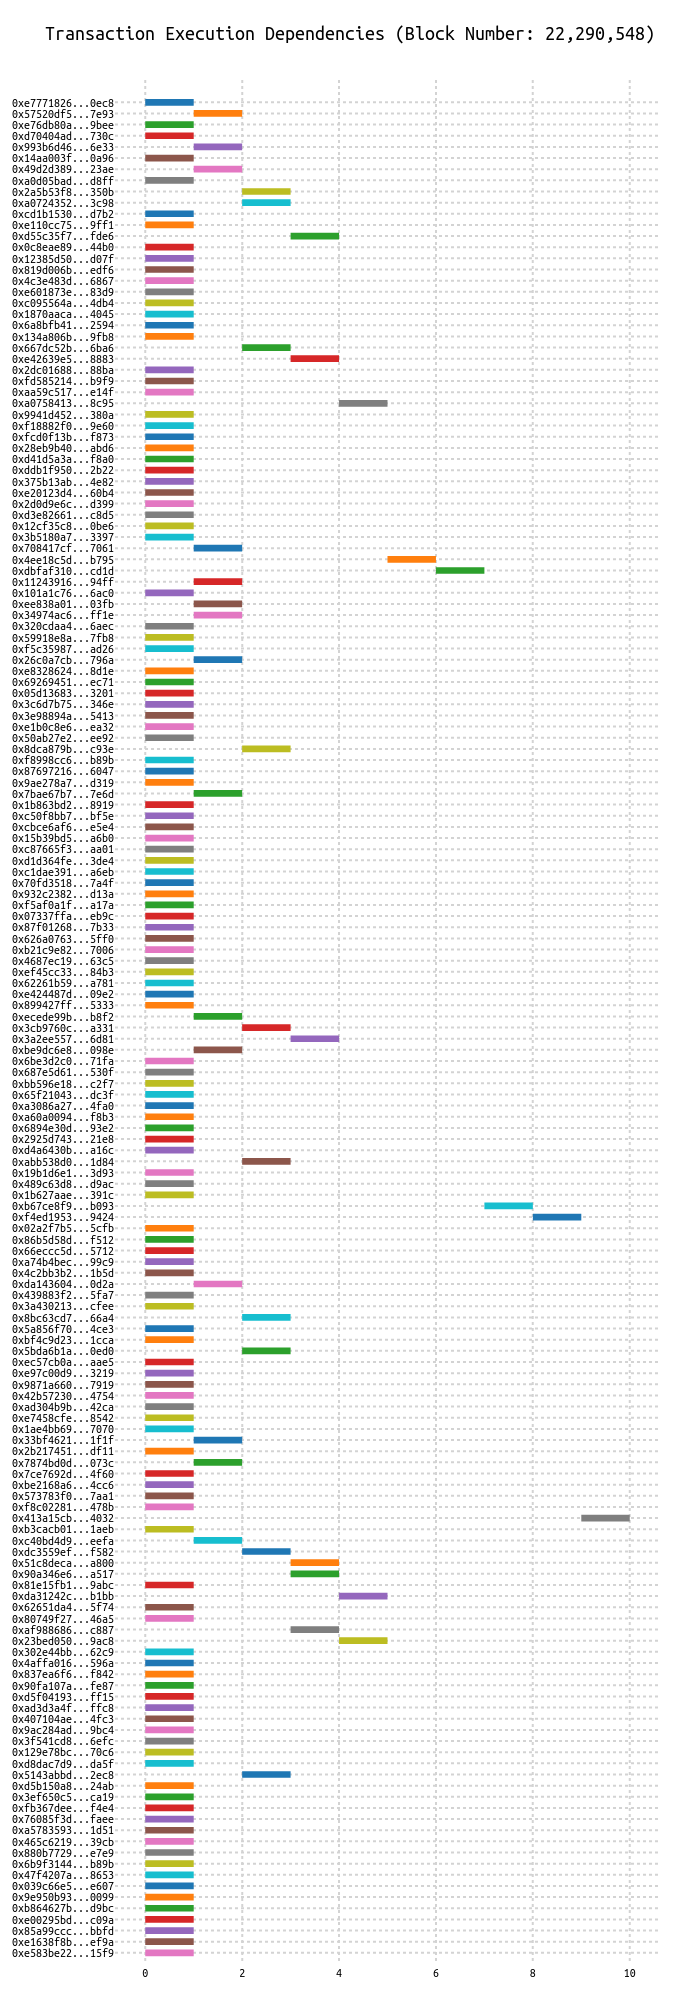 Transaction Execution Dependencies (Block Number: 22,290,548)
0xe7771826...0ec8
0x57520df5...7e93
0xe76db80a...9bee
0xd70404ad...730c
0x993b6d46...6e33
0x14aa003f...0a96
0x49d2d389...23ae
0xa0d05bad...d8ff
0x2a5b53f8...350b
0xa0724352...3c98
0xcd1b1530...d7b2
0xe110cc75...9ff1
0xd55c35f7...fde6
0x0c8eae89...44b0
0x12385d50...d07f
0x819d006b...edf6
0x4c3e483d...6867
0xe601873e...83d9
0xc095564a...4db4
0x1870aaca...4045
0x6a8bfb41...2594
0x134a806b...9fb8
0x667dc52b...6ba6
0xe42639e5...8883
0x2dc01688...88ba
0xfd585214...b9f9
0xaa59c517...e14f
0xa0758413...8c95
0x9941d452...380a
0xf18882f0...9e60
0xfcd0f13b...f873
0x28eb9b40...abd6
0xd41d5a3a...f8a0
0xddb1f950...2b22
0x375b13ab...4e82
0xe20123d4...60b4
0x2d0d9e6c...d399
0xd3e82661...c8d5
0x12cf35c8...0be6
0x3b5180a7...3397
0x708417cf...7061
0x4ee18c5d...b795
0xdbfaf310...cd1d
0x11243916...94ff
0x101a1c76...6ac0
0xee838a01...03fb
0x34974ac6...ff1e
0x320cdaa4...6aec
0x59918e8a...7fb8
0xf5c35987...ad26
0x26c0a7cb...796a
0xe8328624...8d1e
0x69269451...ec71
0x05d13683...3201
0x3c6d7b75...346e
0x3e98894a...5413
0xe1b0c8e6...ea32
0x50ab27e2...ee92
0x8dca879b...c93e
0xf8998cc6...b89b
0x87697216...6047
0x9ae278a7...d319
0x7bae67b7...7e6d
0x1b863bd2...8919
0xc50f8bb7...bf5e
0xcbce6af6...e5e4
0x15b39bd5...a6b0
0xc87665f3...aa01
0xd1d364fe...3de4
0xc1dae391...a6eb
0x70fd3518...7a4f
0x932c2382...d13a
0xf5af0a1f...a17a
0x07337ffa...eb9c
0x87f01268...7b33
0x626a0763...5ff0
0xb21c9e82...7006
0x4687ec19...63c5
0xef45cc33...84b3
0x62261b59...a781
0xe424487d...09e2
0x899427ff...5333
0xecede99b...b8f2
0x3cb9760c...a331
0x3a2ee557...6d81
0xbe9dc6e8...098e
0x6be3d2c0...71fa
0x687e5d61...530f
0xbb596e18...c2f7
0x65f21043...dc3f
0xa3086a27...4fa0
0xa60a0094...f8b3
0x6894e30d...93e2
0x2925d743...21e8
0xd4a6430b...a16c
0xabb538d0...1d84
0x19b1d6e1...3d93
0x489c63d8...d9ac
0x1b627aae...391c
0xb67ce8f9...b093
0xf4ed1953...9424
0x02a2f7b5...5cfb
0x86b5d58d...f512
0x66eccc5d...5712
0xa74b4bec...99c9
0x4c2bb3b2...1b5d
0xda143604...0d2a
0x439883f2...5fa7
0x3a430213...cfee
0x8bc63cd7...66a4
0x5a856f70...4ce3
0xbf4c9d23...1cca
0x5bda6b1a...0ed0
0xec57cb0a...aae5
0xe97c00d9...3219
0x9871a660...7919
0x42b57230...4754
0xad304b9b...42ca
0xe7458cfe...8542
0x1ae4bb69...7070
0x33bf4621...1f1f
0x2b217451...df11
0x7874bd0d...073c
0x7ce7692d...4f60
0xbe2168a6...4cc6
0x573783f0...7aa1
0xf8c02281...478b
0x413a15cb...4032
0xb3cacb01...1aeb
0xc40bd4d9...eefa
0xdc3559ef...f582
0x51c8deca...a800
0x90a346e6...a517
0x81e15fb1...9abc
0xda31242c...b1bb
0x62651da4...5f74
0x80749f27...46a5
0xaf988686...c887
0x23bed050...9ac8
0x302e44bb...62c9
0x4affa016...596a
0x837ea6f6...f842
0x90fa107a...fe87
0xd5f04193...ff15
0xad3d3a4f...ffc8
0x407104ae...4fc3
0x9ac284ad...9bc4
0x3f541cd8...6efc
0x129e78bc...70c6
0xd8dac7d9...da5f
0x5143abbd...2ec8
0xd5b150a8...24ab
0x3ef650c5...ca19
0xfb367dee...f4e4
0x76085f3d...faee
0xa5783593...1d51
0x465c6219...39cb
0x880b7729...e7e9
0x6b9f3144...b89b
0x47f4207a...8653
0x039c66e5...e607
0x9e950b93...0099
0xb864627b...d9bc
0xe00295bd...c09a
0x85a99ccc...bbfd
0xe1638f8b...ef9a
0xe583be22...15f9
0 2 4 6 8 10